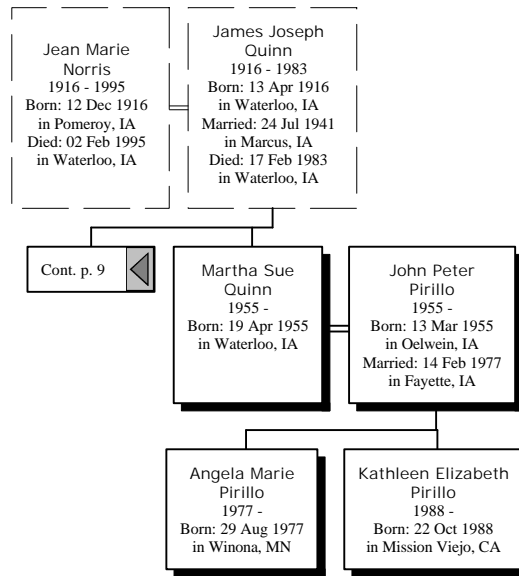 Jean Marie
Norris
1916 - 1995
Born: 12 Dec 1916
in Pomeroy, IA
Died: 02 Feb 1995
in Waterloo, IA
James Joseph
Quinn
1916 - 1983
Born: 13 Apr 1916
in Waterloo, IA
Married: 24 Jul 1941
in Marcus, IA
Died: 17 Feb 1983
in Waterloo, IA
Cont. p. 9
Martha Sue
Quinn
1955 -
Born: 19 Apr 1955
in Waterloo, IA
John Peter
Pirillo
1955 -
Born: 13 Mar 1955
in Oelwein, IA
Married: 14 Feb 1977
in Fayette, IA
Angela Marie
Pirillo
1977 -
Born: 29 Aug 1977
in Winona, MN
Kathleen Elizabeth
Pirillo
1988 -
Born: 22 Oct 1988
in Mission Viejo, CA